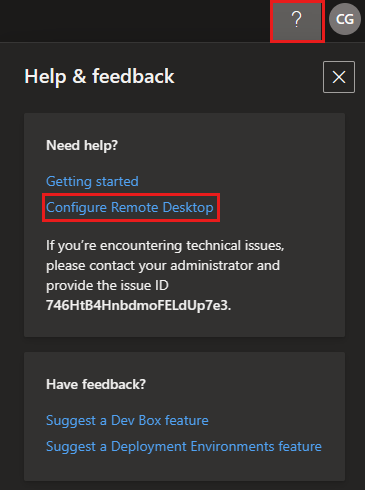 ? CG
Help & feedback
Need help?
Getting started
Configure Remote Desktop
If you're encountering technical issues,
please contact your administrator and
provide the issue ID
746HtB4HnbdmoFELdUp7e3.
Have feedback?
Suggest a Dev Box feature
Suggest a Deployment Environments feature